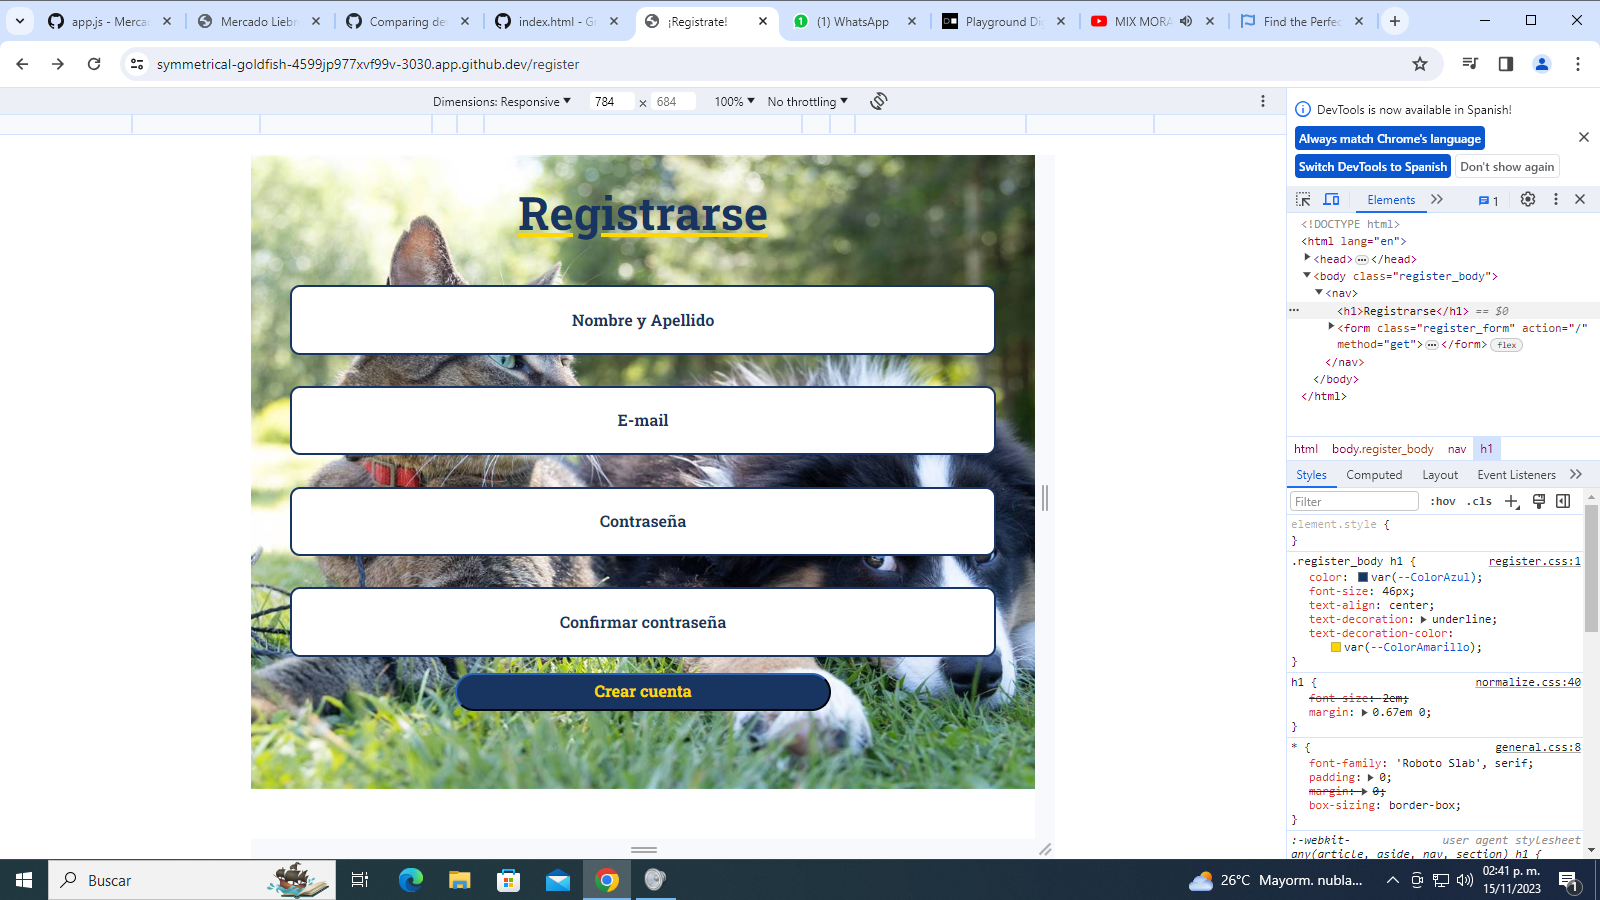 app.js - Mercad
Mercado Liebre
Comparing de
index.html - G
¡Registrate!
(1) WhatsApp
Playground Di
MIX MORA
Find the Perfec
symmetrical-goldfish-4599jp977xvf99v-3030.app.github.dev/register
Dimensions: Responsive
784 × 684
100%
No throttling
Registrarse
Nombre y Apellido
E-mail
Contraseña
Confirmar contraseña
Crear cuenta
DevTools is now available in Spanish!
Always match Chrome's language
Switch DevTools to Spanish
Don't show again
Elements
1
<!DOCTYPE html>
<html lang="en">
<head>…</head>
<body class="register_body">
<nav>
<h1>Registrarse</h1> == $0
<form class="register_form" action="/"
method="get">…</form> flex
</nav>
</body>
</html>
html body.register_body nav h1
Styles Computed Layout Event Listeners
Filter :hov .cls
element.style {
}
.register_body h1 { register.css:1
color: var(--ColorAzul);
font-size: 46px;
text-align: center;
text-decoration: underline;
text-decoration-color:
var(--ColorAmarillo);
}
h1 { normalize.css:40
font-size: 2em;
margin: 0.67em 0;
}
* { general.css:8
font-family: 'Roboto Slab', serif;
padding: 0;
margin: 0;
box-sizing: border-box;
}
:-webkit- user agent stylesheet
any(article, aside, nav, section) h1 {
Buscar
26°C Mayorm. nubla...
02:41 p. m.
15/11/2023
1